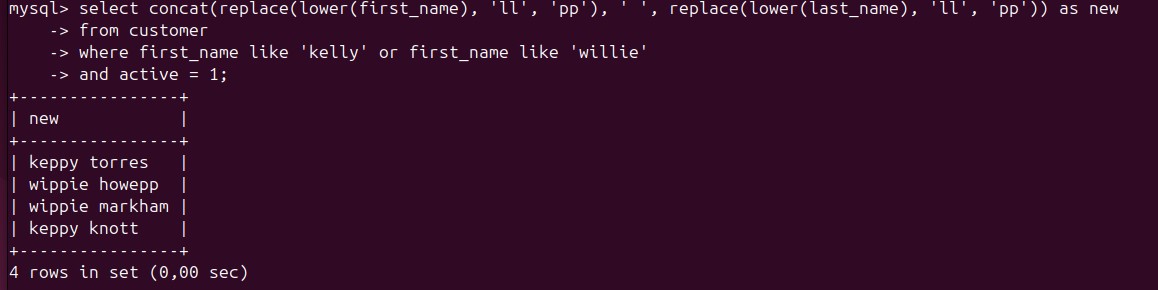 mysql> select concat(replace(lower(first_name), 'll', 'pp'), ' ', replace(lower(last_name), 'll', 'pp')) as new
    -> from customer
    -> where first_name like 'kelly' or first_name like 'willie'
    -> and active = 1;
+----------------+
| new            |
+----------------+
| keppy torres   |
| wippie howepp  |
| wippie markham |
| keppy knott    |
+----------------+
4 rows in set (0,00 sec)